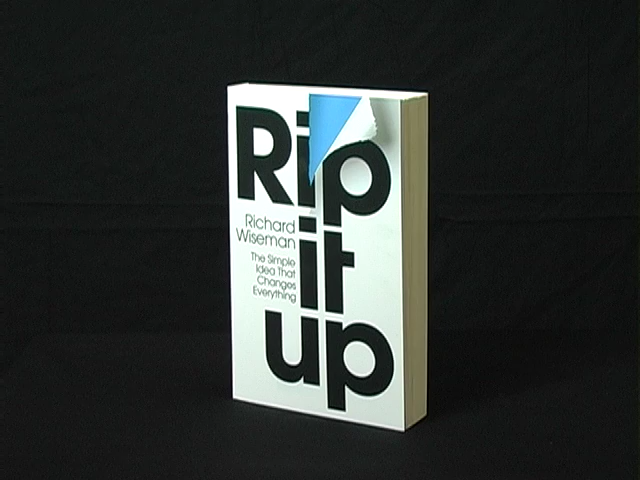 Rip
it
up
Richard
Wiseman
The Simple
Idea That
Changes
Everything